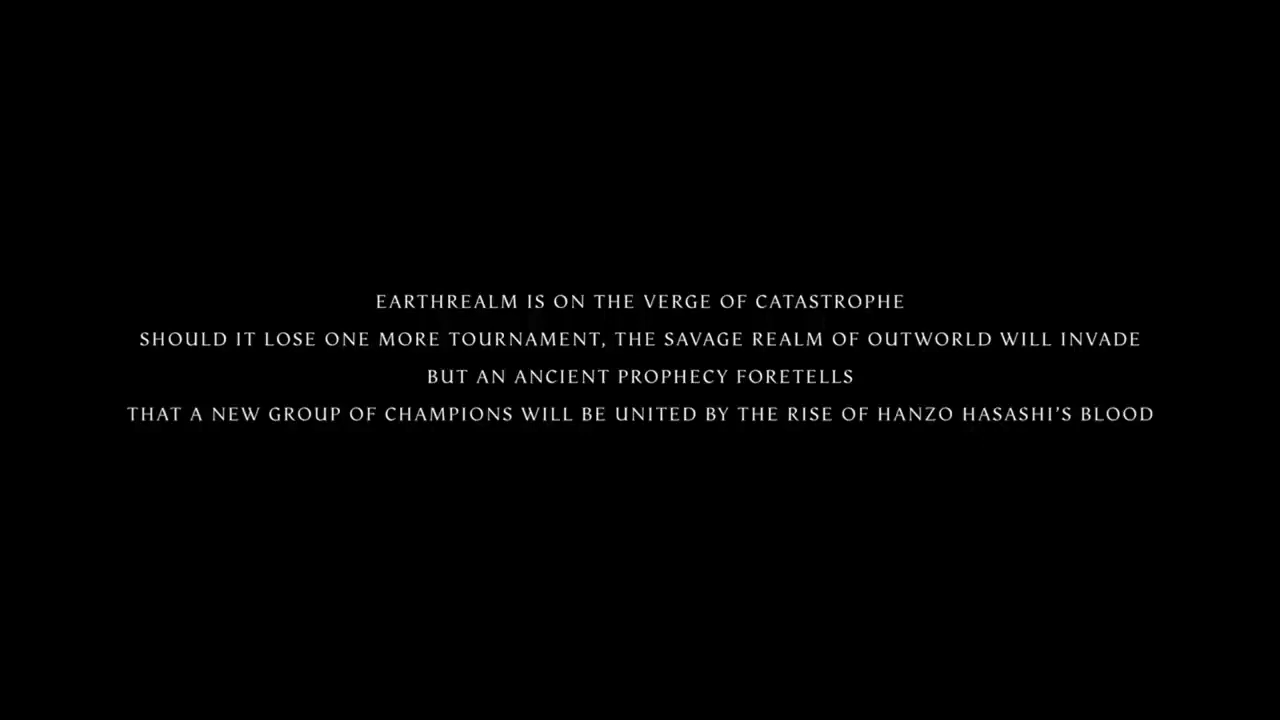 EARTHREALM IS ON THE VERGE OF CATASTROPHE
SHOULD IT LOSE ONE MORE TOURNAMENT, THE SAVAGE REALM OF OUTWORLD WILL INVADE
BUT AN ANCIENT PROPHECY FORETELLS
THAT A NEW GROUP OF CHAMPIONS WILL BE UNITED BY THE RISE OF HANZO HASASHI’S BLOOD